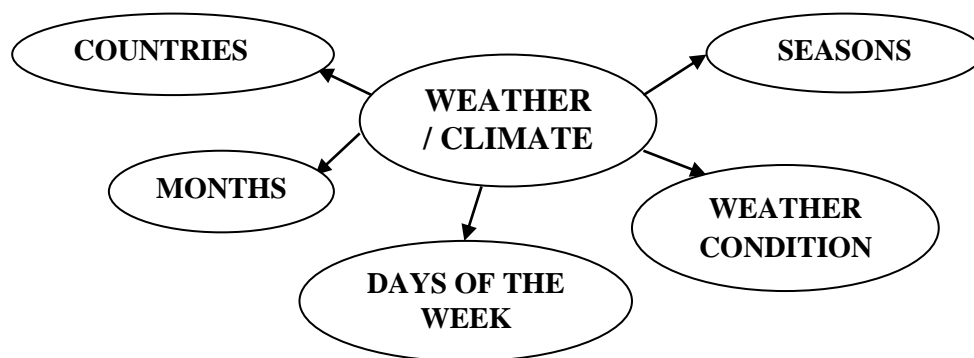 COUNTRIES
SEASONS
WEATHER
/ CLIMATE
MONTHS
WEATHER
CONDITION
DAYS OF THE
WEEK